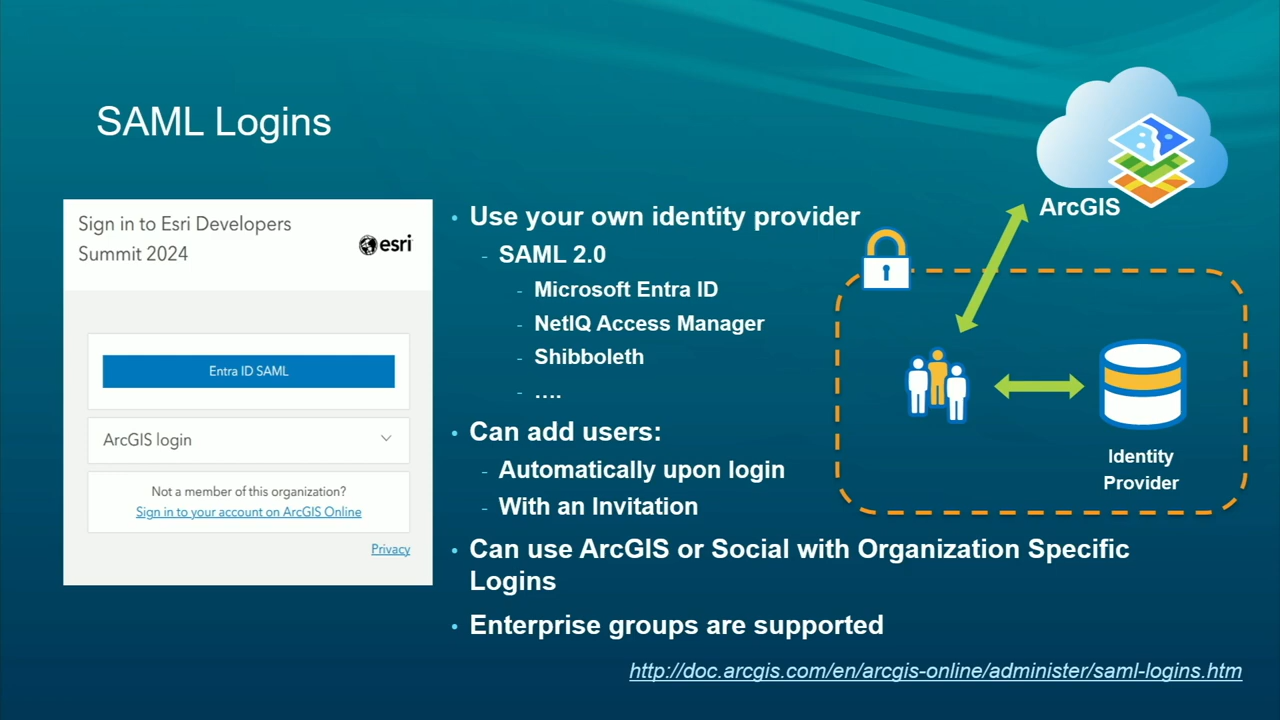 SAML Logins
Sign in to Esri Developers
Summit 2024
esri
Entra ID SAML
ArcGIS login
Not a member of this organization?
Sign in to your account on ArcGIS Online
Privacy
• Use your own identity provider
- SAML 2.0
- Microsoft Entra ID
- NetIQ Access Manager
- Shibboleth
- ....
• Can add users:
- Automatically upon login
- With an Invitation
• Can use ArcGIS or Social with Organization Specific
Logins
• Enterprise groups are supported
ArcGIS
Identity
Provider
http://doc.arcgis.com/en/arcgis-online/administer/saml-logins.htm